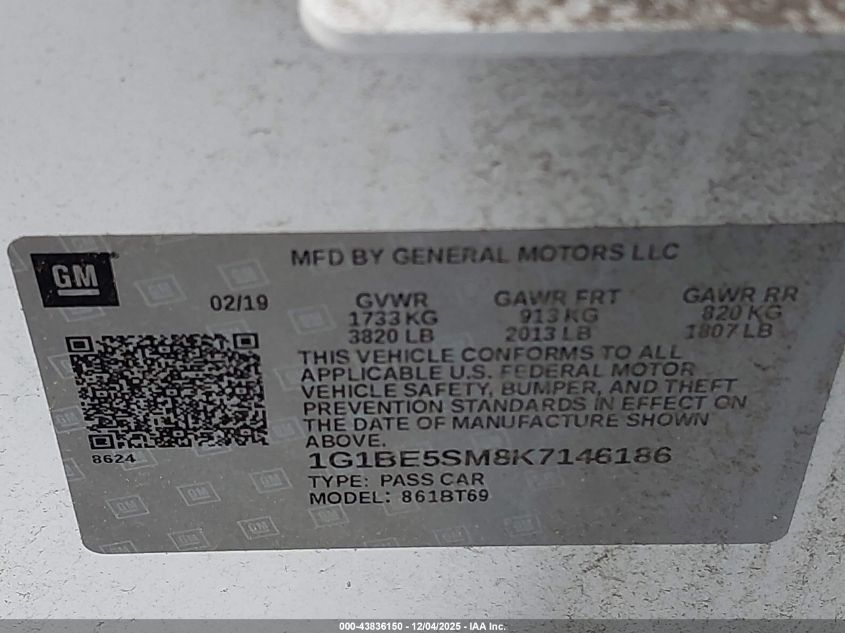 GM
MFD BY GENERAL MOTORS LLC
02/19
GVWR GAWR FRT GAWR RR
1733 KG 913 KG 820 KG
3820 LB 2013 LB 1807 LB
THIS VEHICLE CONFORMS TO ALL
APPLICABLE U.S. FEDERAL MOTOR
VEHICLE SAFETY, BUMPER, AND THEFT
PREVENTION STANDARDS IN EFFECT ON
THE DATE OF MANUFACTURE SHOWN
ABOVE.
8624
1G1BE5SM8K7146186
TYPE: PASS CAR
MODEL: 861BT69
000-43836150 - 12/04/2025 - IAA Inc.